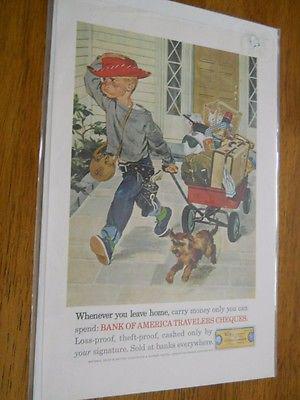 Whenever you leave home, carry money only you can
spend: BANK OF AMERICA TRAVELERS CHEQUES.
Loss-proof, theft-proof, cashed only by
your signature. Sold at banks everywhere.